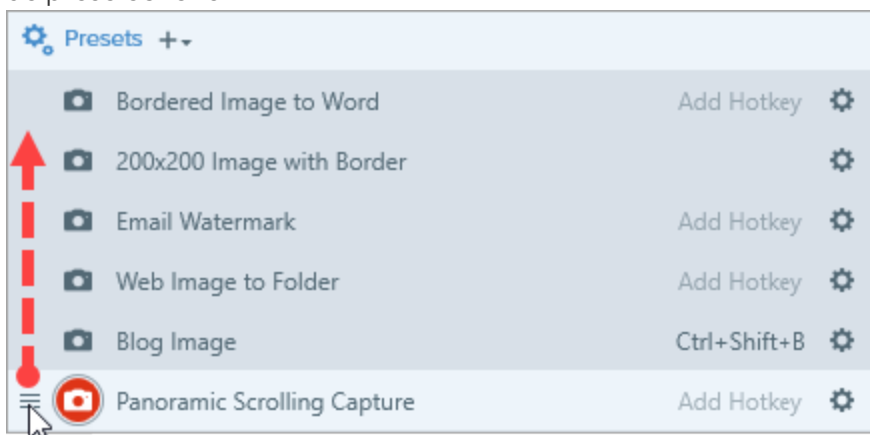 Presets
Bordered Image to Word Add Hotkey
200x200 Image with Border
Email Watermark Add Hotkey
Web Image to Folder Add Hotkey
Blog Image Ctrl+Shift+B
Panoramic Scrolling Capture Add Hotkey